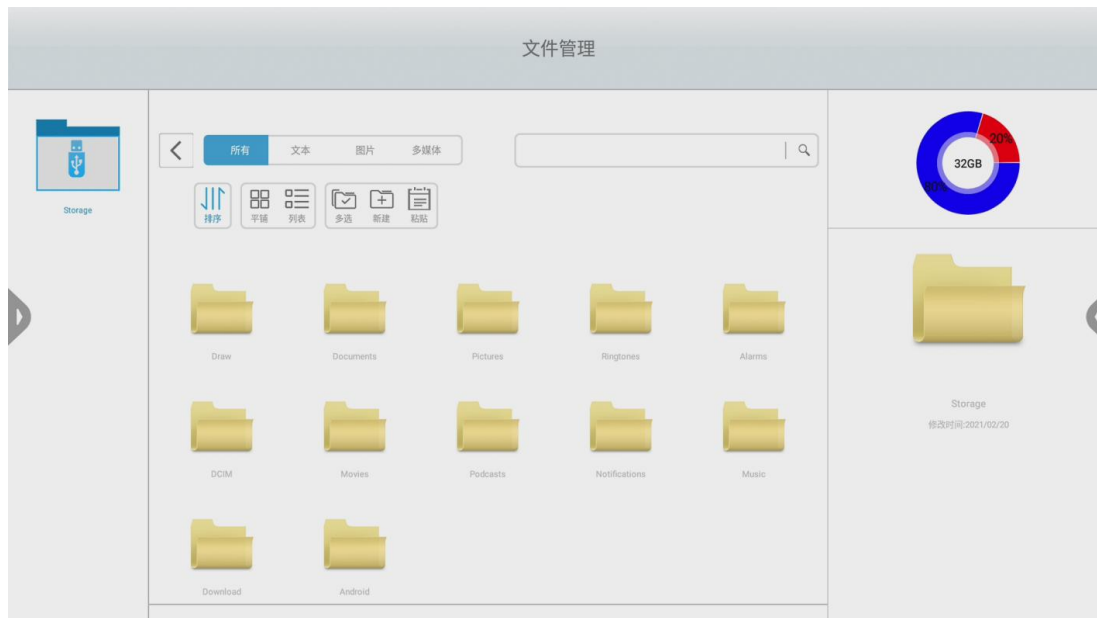 文件管理
Storage
所有 文本 图片 多媒体
排序 平铺 列表 多选 新建 粘贴
Draw Documents Pictures Ringtones Alarms
DCIM Movies Podcasts Notifications Music
Download Android
20%
32GB
80%
Storage
修改时间:2021/02/20